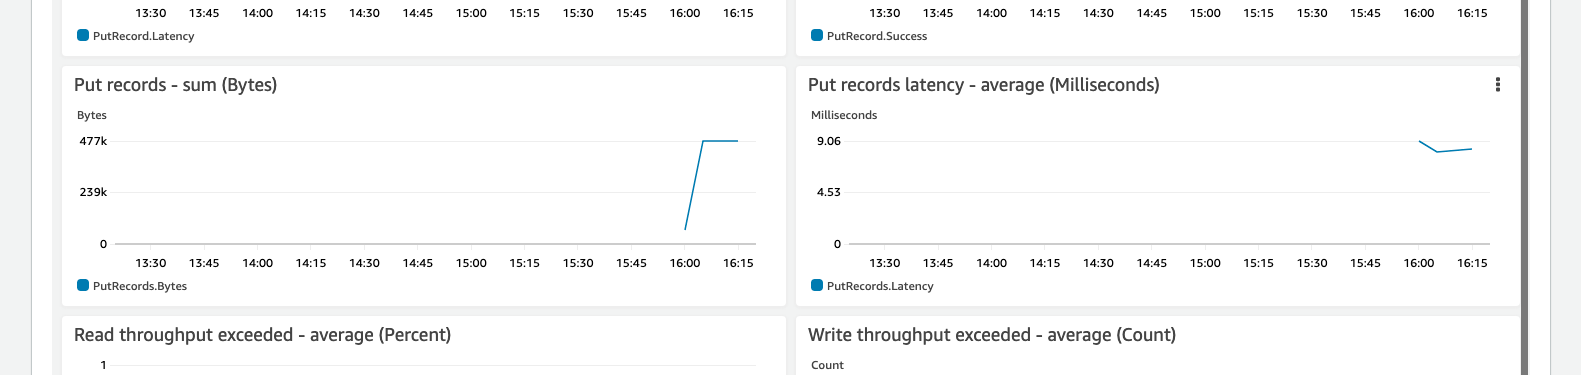 13:30 13:45 14:00 14:15 14:30 14:45 15:00 15:15 15:30 15:45 16:00 16:15
PutRecord.Latency
13:30 13:45 14:00 14:15 14:30 14:45 15:00 15:15 15:30 15:45 16:00 16:15
PutRecord.Success
Put records - sum (Bytes)
Bytes
477k
239k
0
13:30 13:45 14:00 14:15 14:30 14:45 15:00 15:15 15:30 15:45 16:00 16:15
PutRecords.Bytes
Put records latency - average (Milliseconds)
Milliseconds
9.06
4.53
0
13:30 13:45 14:00 14:15 14:30 14:45 15:00 15:15 15:30 15:45 16:00 16:15
PutRecords.Latency
Read throughput exceeded - average (Percent)
1
Write throughput exceeded - average (Count)
Count